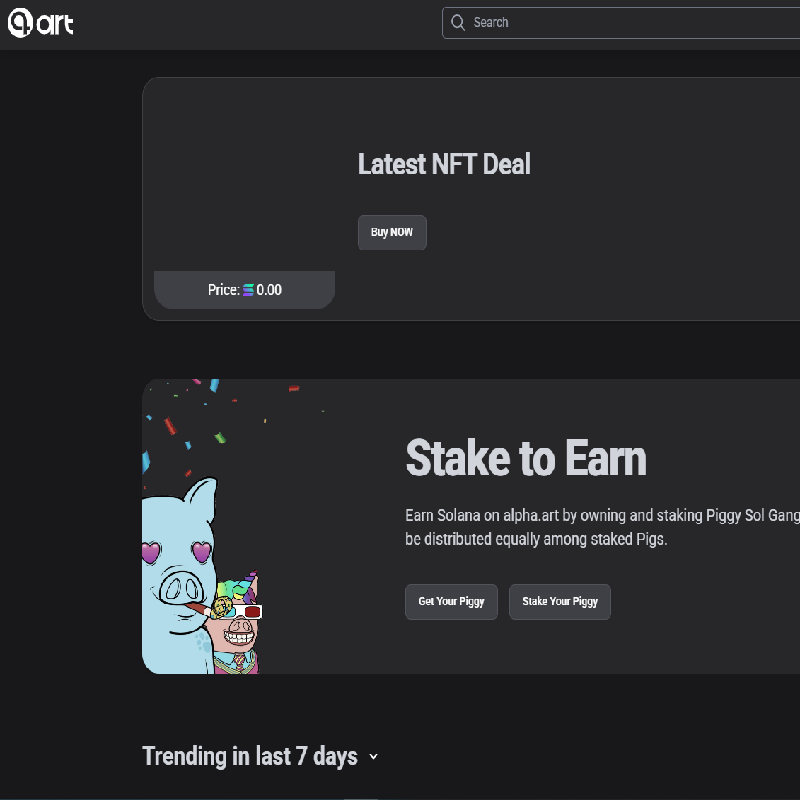 a.art
Search
Latest NFT Deal
Buy NOW
Price: 0.00
Stake to Earn
Earn Solana on alpha.art by owning and staking Piggy Sol Gang
be distributed equally among staked Pigs.
Get Your Piggy
Stake Your Piggy
Trending in last 7 days